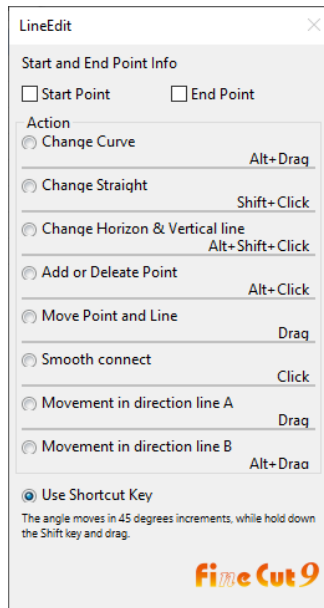 LineEdit
Start and End Point Info
Start Point
End Point
Action
Change Curve
Alt+Drag
Change Straight
Shift+Click
Change Horizon & Vertical line
Alt+Shift+Click
Add or Deleate Point
Alt+Click
Move Point and Line
Drag
Smooth connect
Click
Movement in direction line A
Drag
Movement in direction line B
Alt+Drag
Use Shortcut Key
The angle moves in 45 degrees increments, while hold down
the Shift key and drag.
Fine Cut 9